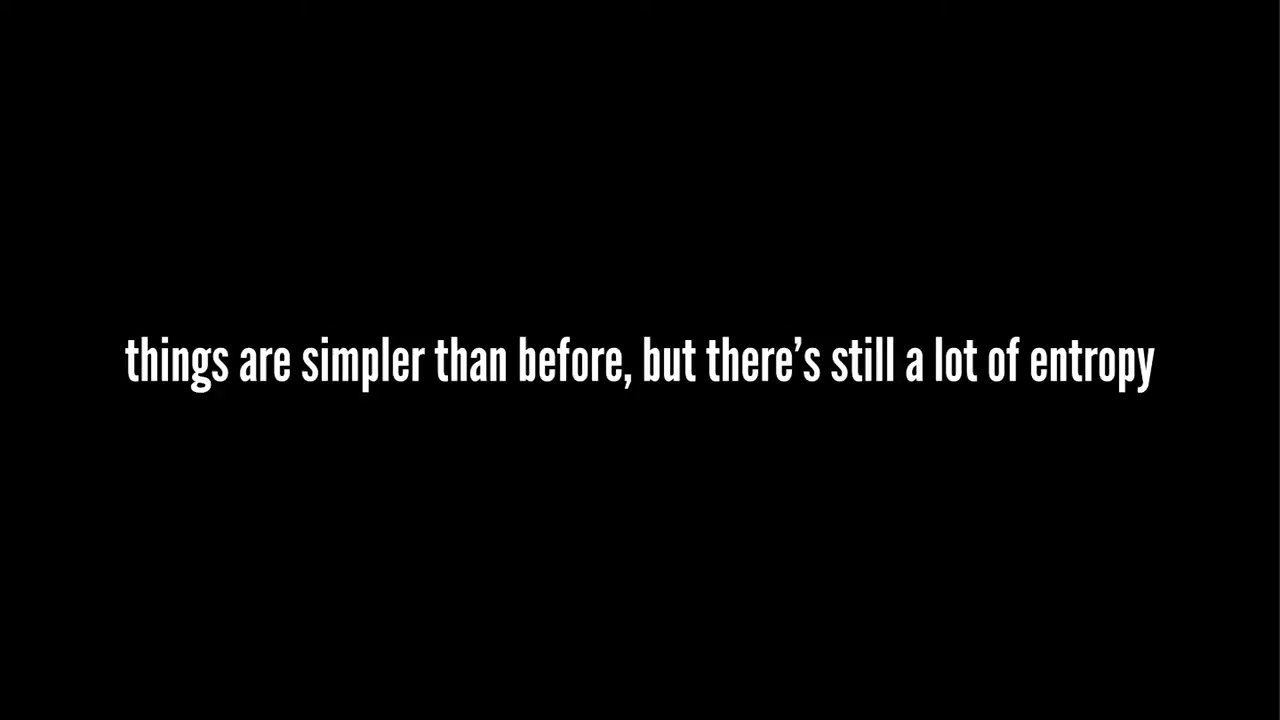 things are simpler than before, but there’s still a lot of entropy